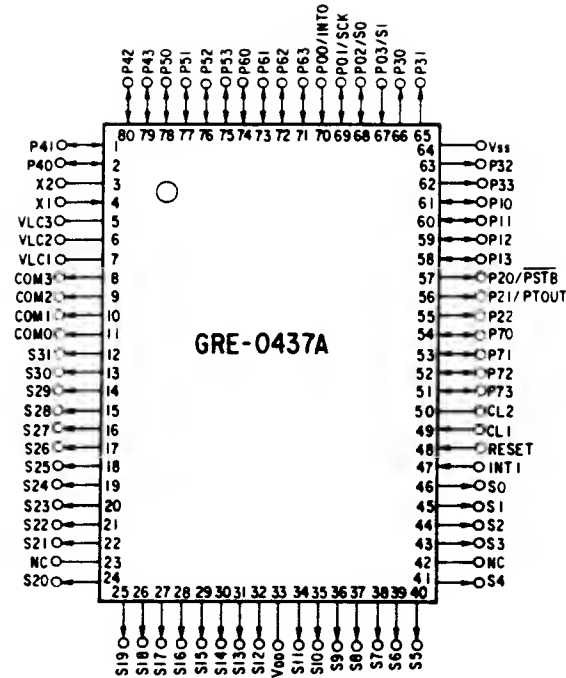 P42 P43 P50 P51 P52 P53 P60 P61 P62 P63 P00/INT0 P01/SCK P02/SO P03/SI P30 P31
80 79 78 77 76 75 74 73 72 71 70 69 68 67 66 65
P41 1 64 Vss
P40 2 63 P32
X2 3 62 P33
X1 4 61 P10
VLC3 5 60 P11
VLC2 6 59 P12
VLC1 7 58 P13
COM3 8 57 P20/PSTB
COM2 9 56 P21/PTOUT
COM1 10 55 P22
COM0 11 54 P70
GRE-0437A
S31 12 53 P71
S30 13 52 P72
S29 14 51 P73
S28 15 50 CL2
S27 16 49 CL1
S26 17 48 RESET
S25 18 47 INT1
S24 19 46 S0
S23 20 45 S1
S22 21 44 S2
S21 22 43 S3
NC 23 42 NC
S20 24 41 S4
25 26 27 28 29 30 31 32 33 34 35 36 37 38 39 40
S19 S18 S17 S16 S15 S14 S13 S12 VDD S11 S10 S9 S8 S7 S6 S5